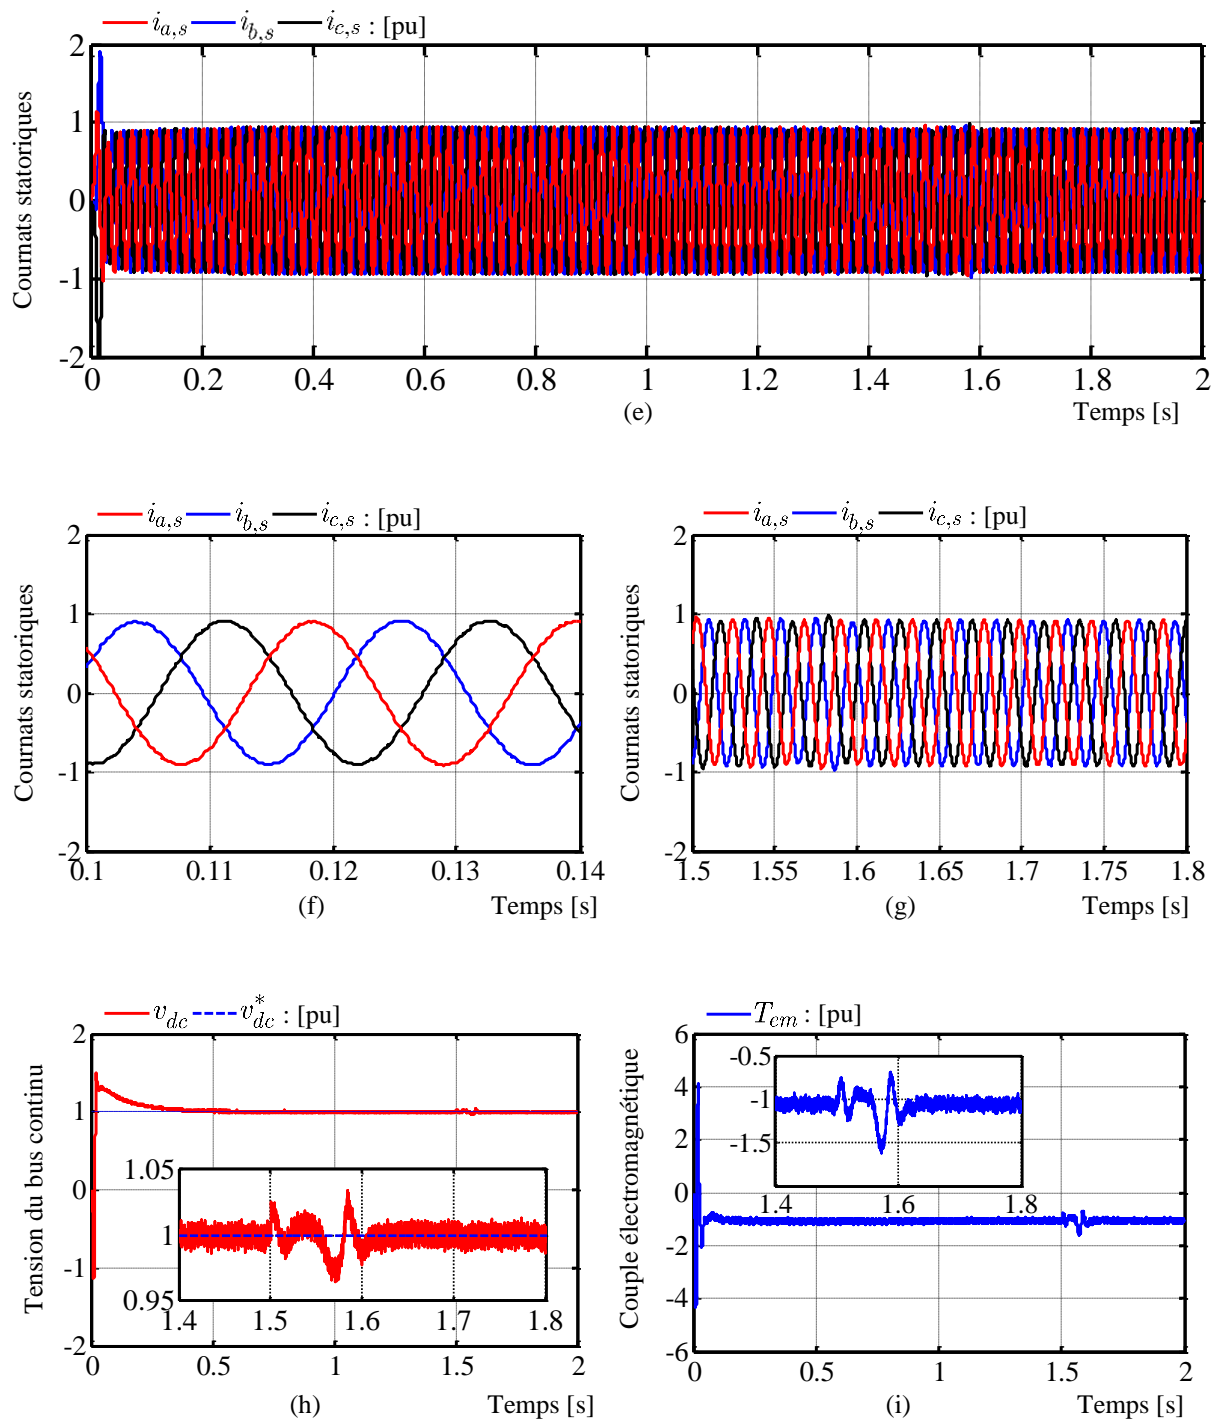 i_{a,s} i_{b,s} i_{c,s} : [pu]
Cournats statoriques
2
1
0
-1
-2
0 0.2 0.4 0.6 0.8 1 1.2 1.4 1.6 1.8 2
(e)
Temps [s]
i_{a,s} i_{b,s} i_{c,s} : [pu]
Cournats statoriques
2
1
0
-1
-2
0.1 0.11 0.12 0.13 0.14
(f)
Temps [s]
i_{a,s} i_{b,s} i_{c,s} : [pu]
Cournats statoriques
2
1
0
-1
-2
1.5 1.55 1.6 1.65 1.7 1.75 1.8
(g)
Temps [s]
v_{dc} v_{dc}^* : [pu]
Tension du bus continu
2
1
0
-1
-2
1.05
1
0.95
1.4 1.5 1.6 1.7 1.8
0 0.5 1 1.5 2
(h)
Temps [s]
T_{cm} : [pu]
Couple électromagnétique
6
4
2
0
-2
-4
-6
-0.5
-1
-1.5
1.4 1.6 1.8
0 0.5 1 1.5 2
(i)
Temps [s]